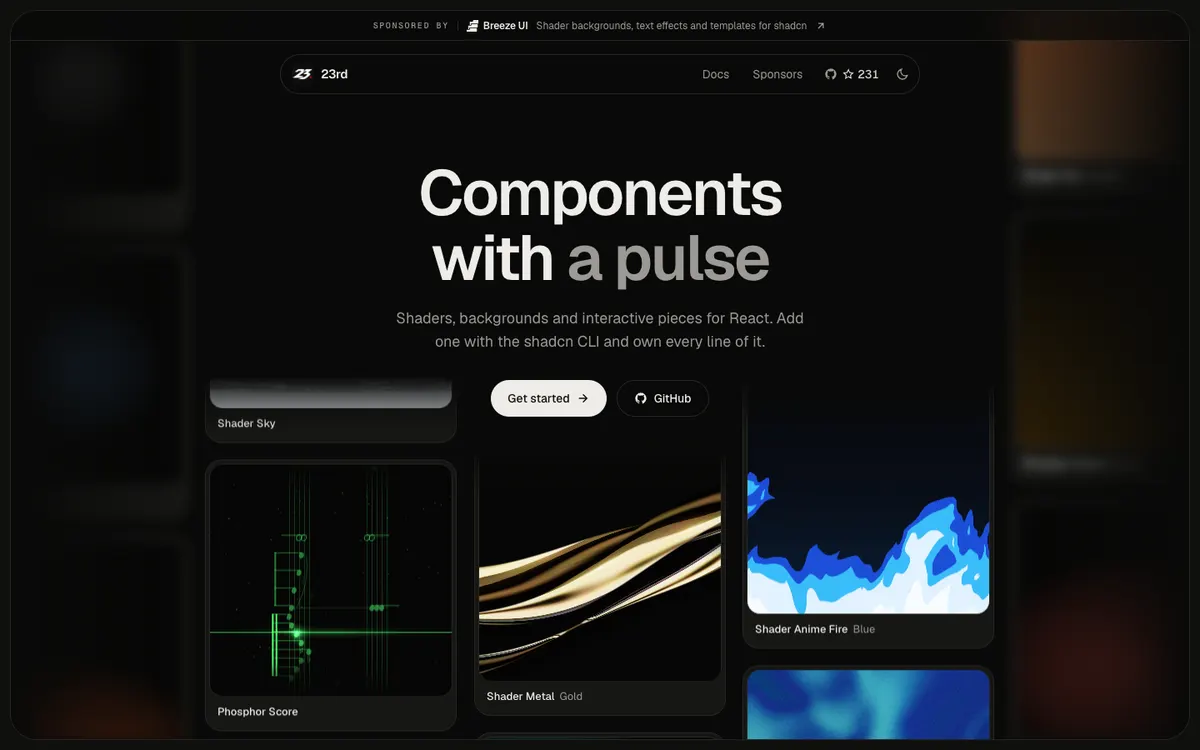 SPONSORED BY Breeze UI Shader backgrounds, text effects and templates for shadcn
23 23rd Docs Sponsors 231
Components
with a pulse
Shaders, backgrounds and interactive pieces for React. Add
one with the shadcn CLI and own every line of it.
Get started GitHub
Shader Sky
Shader Anime Fire Blue
Shader Metal Gold
Phosphor Score